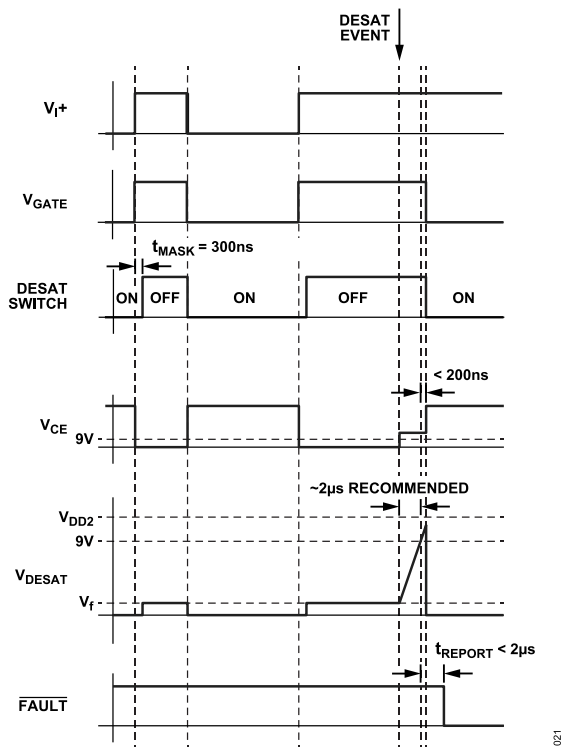 DESAT
EVENT
VI+
VGATE
tMASK = 300ns
DESAT
SWITCH
ON
OFF
ON
OFF
ON
< 200ns
VCE
9V
~2µs RECOMMENDED
VDD2
9V
VDESAT
Vf
tREPORT < 2µs
FAULT
021